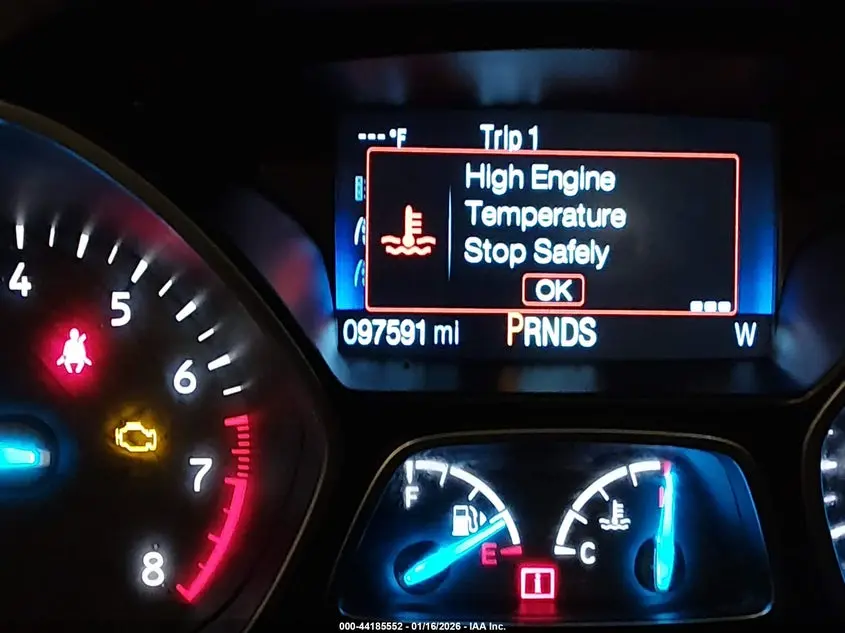 ---°F Trip 1
High Engine
Temperature
Stop Safely
OK
097591 mi PRNDS W
4
5
6
7
8
F
E
C
000-44185552 - 01/16/2026 - IAA Inc.